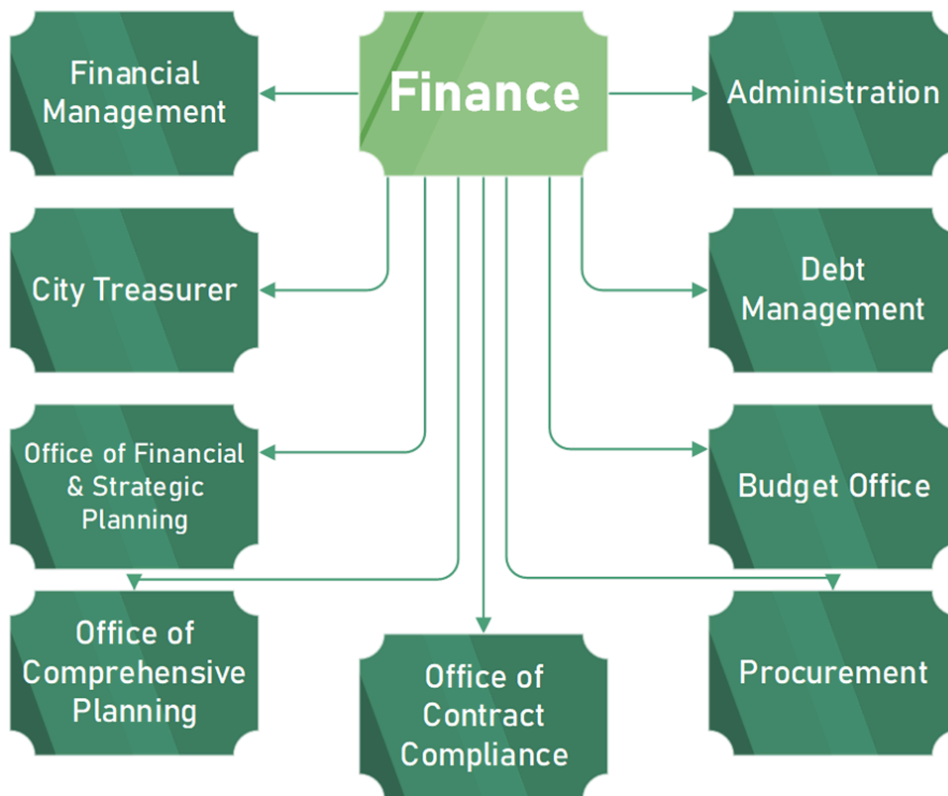 Finance
Financial
Management
Administration
City Treasurer
Debt
Management
Office of Financial
& Strategic
Planning
Budget Office
Office of
Comprehensive
Planning
Office of
Contract
Compliance
Procurement